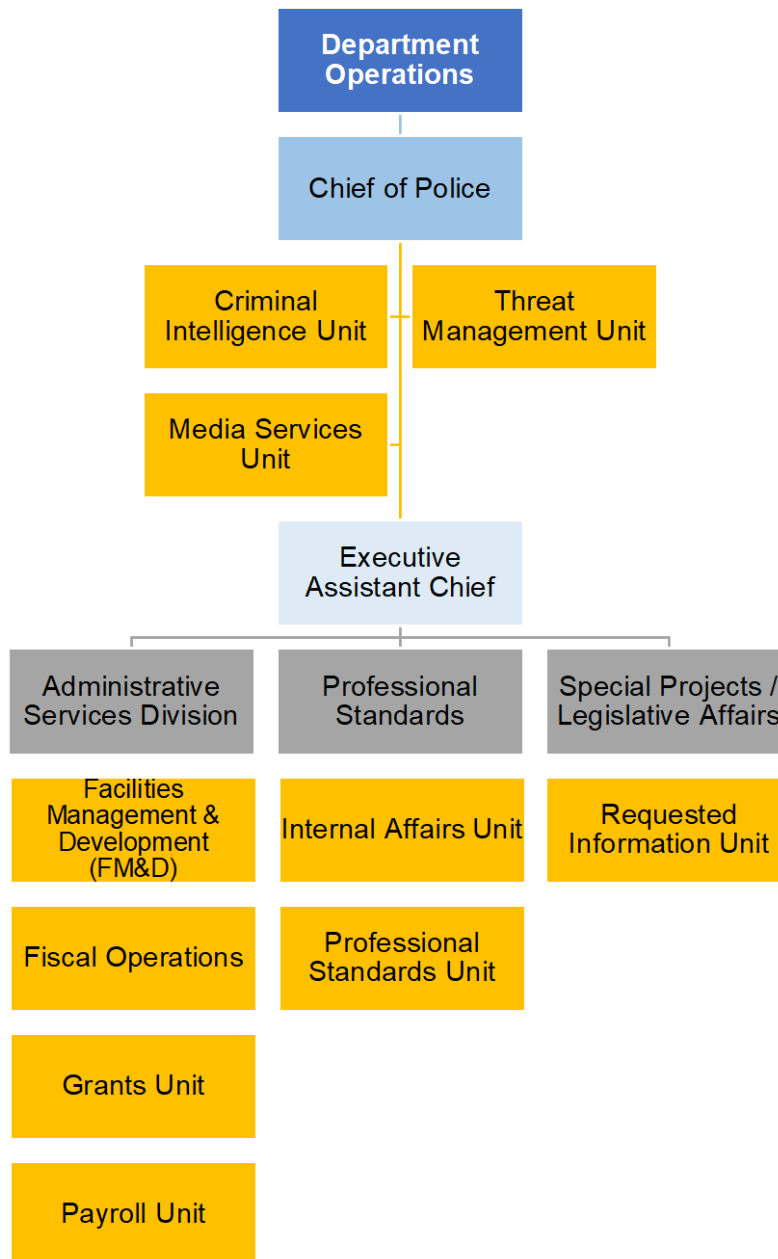 Department
Operations
Chief of Police
Criminal
Intelligence Unit
Threat
Management Unit
Media Services
Unit
Executive
Assistant Chief
Administrative
Services Division
Professional
Standards
Special Projects /
Legislative Affairs
Facilities
Management &
Development
(FM&D)
Internal Affairs Unit
Requested
Information Unit
Fiscal Operations
Professional
Standards Unit
Grants Unit
Payroll Unit